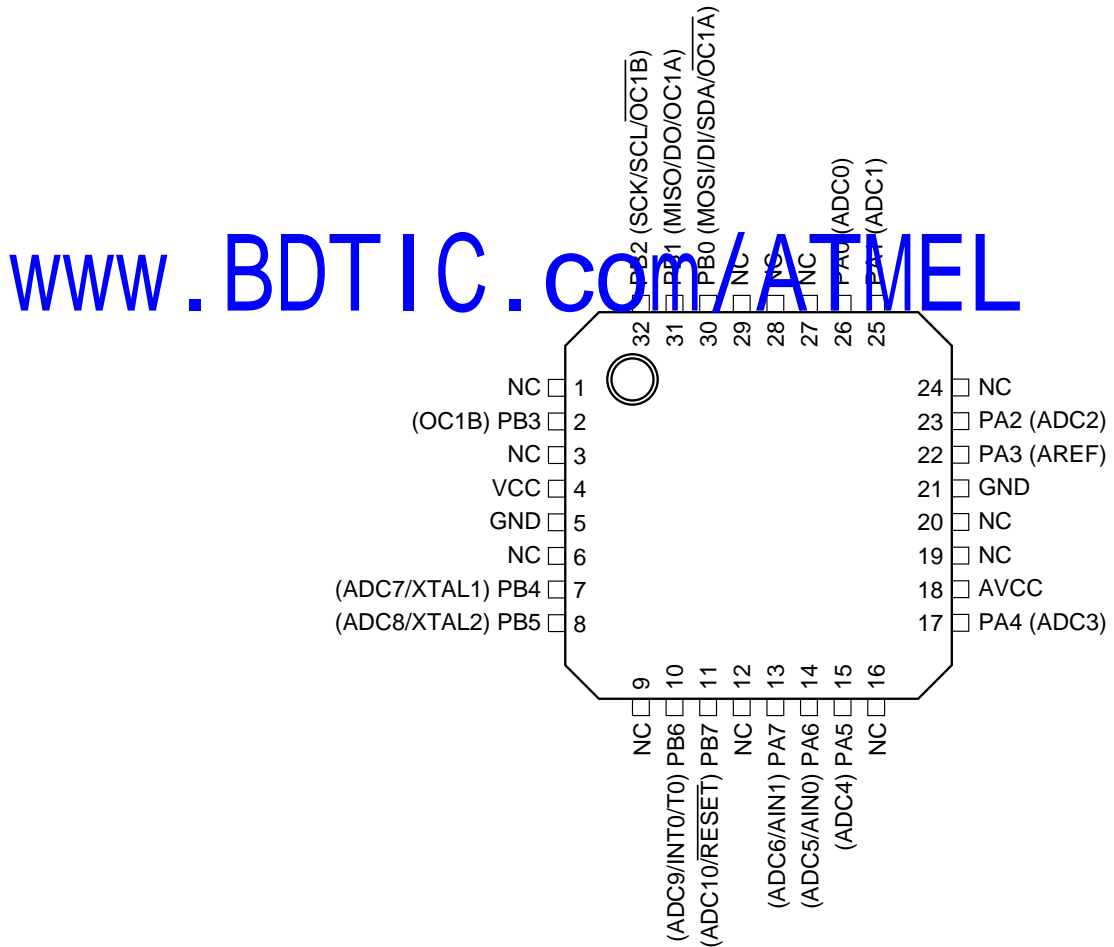 PB2 (SCK/SCL/OC1B)
PB1 (MISO/DO/OC1A)
PB0 (MOSI/DI/SDA/OC1A)
NC
NC
NC
PA0 (ADC0)
PA1 (ADC1)
www.BDTIC.com/ATMEL
32
31
30
29
28
27
26
25
NC 1
(OC1B) PB3 2
NC 3
VCC 4
GND 5
NC 6
(ADC7/XTAL1) PB4 7
(ADC8/XTAL2) PB5 8
24 NC
23 PA2 (ADC2)
22 PA3 (AREF)
21 GND
20 NC
19 NC
18 AVCC
17 PA4 (ADC3)
9
10
11
12
13
14
15
16
NC
(ADC9/INT0/T0) PB6
(ADC10/RESET) PB7
NC
(ADC6/AIN1) PA7
(ADC5/AIN0) PA6
(ADC4) PA5
NC